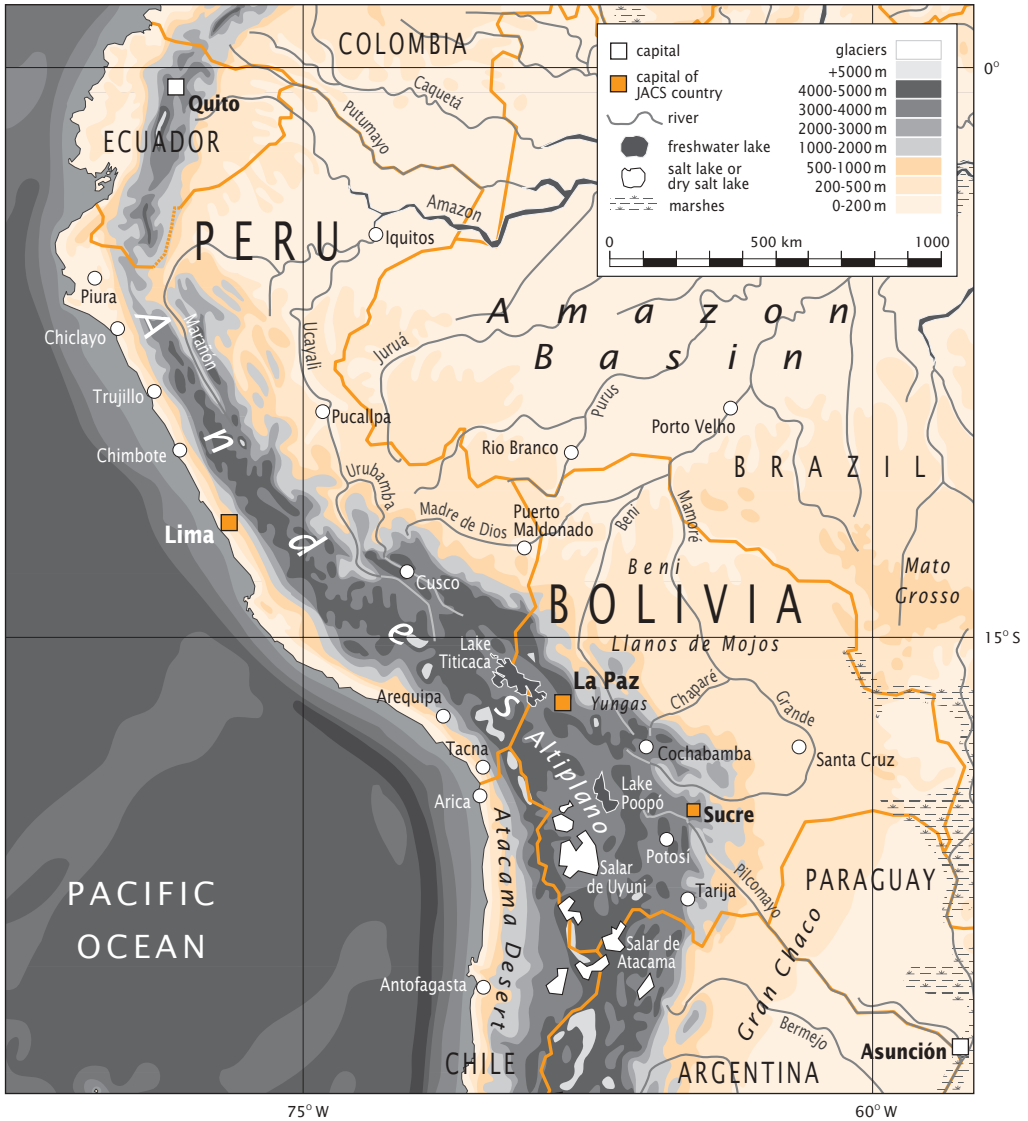 COLOMBIA
Quito
ECUADOR
Caquetá
Putumayo
Amazon
PERU
Iquitos
capital
capital of
JACS country
river
freshwater lake
salt lake or
dry salt lake
marshes
glaciers
+5000 m
4000-5000 m
3000-4000 m
2000-3000 m
1000-2000 m
500-1000 m
200-500 m
0-200 m
0
500 km
1000
0°
Piura
Chiclayo
Marañón
Trujillo
Chimbote
Ucayali
Juruá
Amazon
Basin
Pucallpa
Purus
Porto Velho
Rio Branco
BRAZIL
Andes
Urubamba
Madre de Dios
Puerto
Maldonado
Beni
Mamoré
Lima
Cusco
Beni
BOLIVIA
Mato
Grosso
Llanos de Mojos
15° S
Lake
Titicaca
La Paz
Yungas
Chaparé
Grande
Arequipa
Tacna
Altiplano
Cochabamba
Santa Cruz
Arica
Lake
Poopó
Sucre
Potosí
Atacama Desert
Salar
de Uyuni
Tarija
Pilcomayo
PARAGUAY
PACIFIC
OCEAN
Salar de
Atacama
Gran Chaco
Antofagasta
Bermejo
Asunción
CHILE
ARGENTINA
75° W
60° W